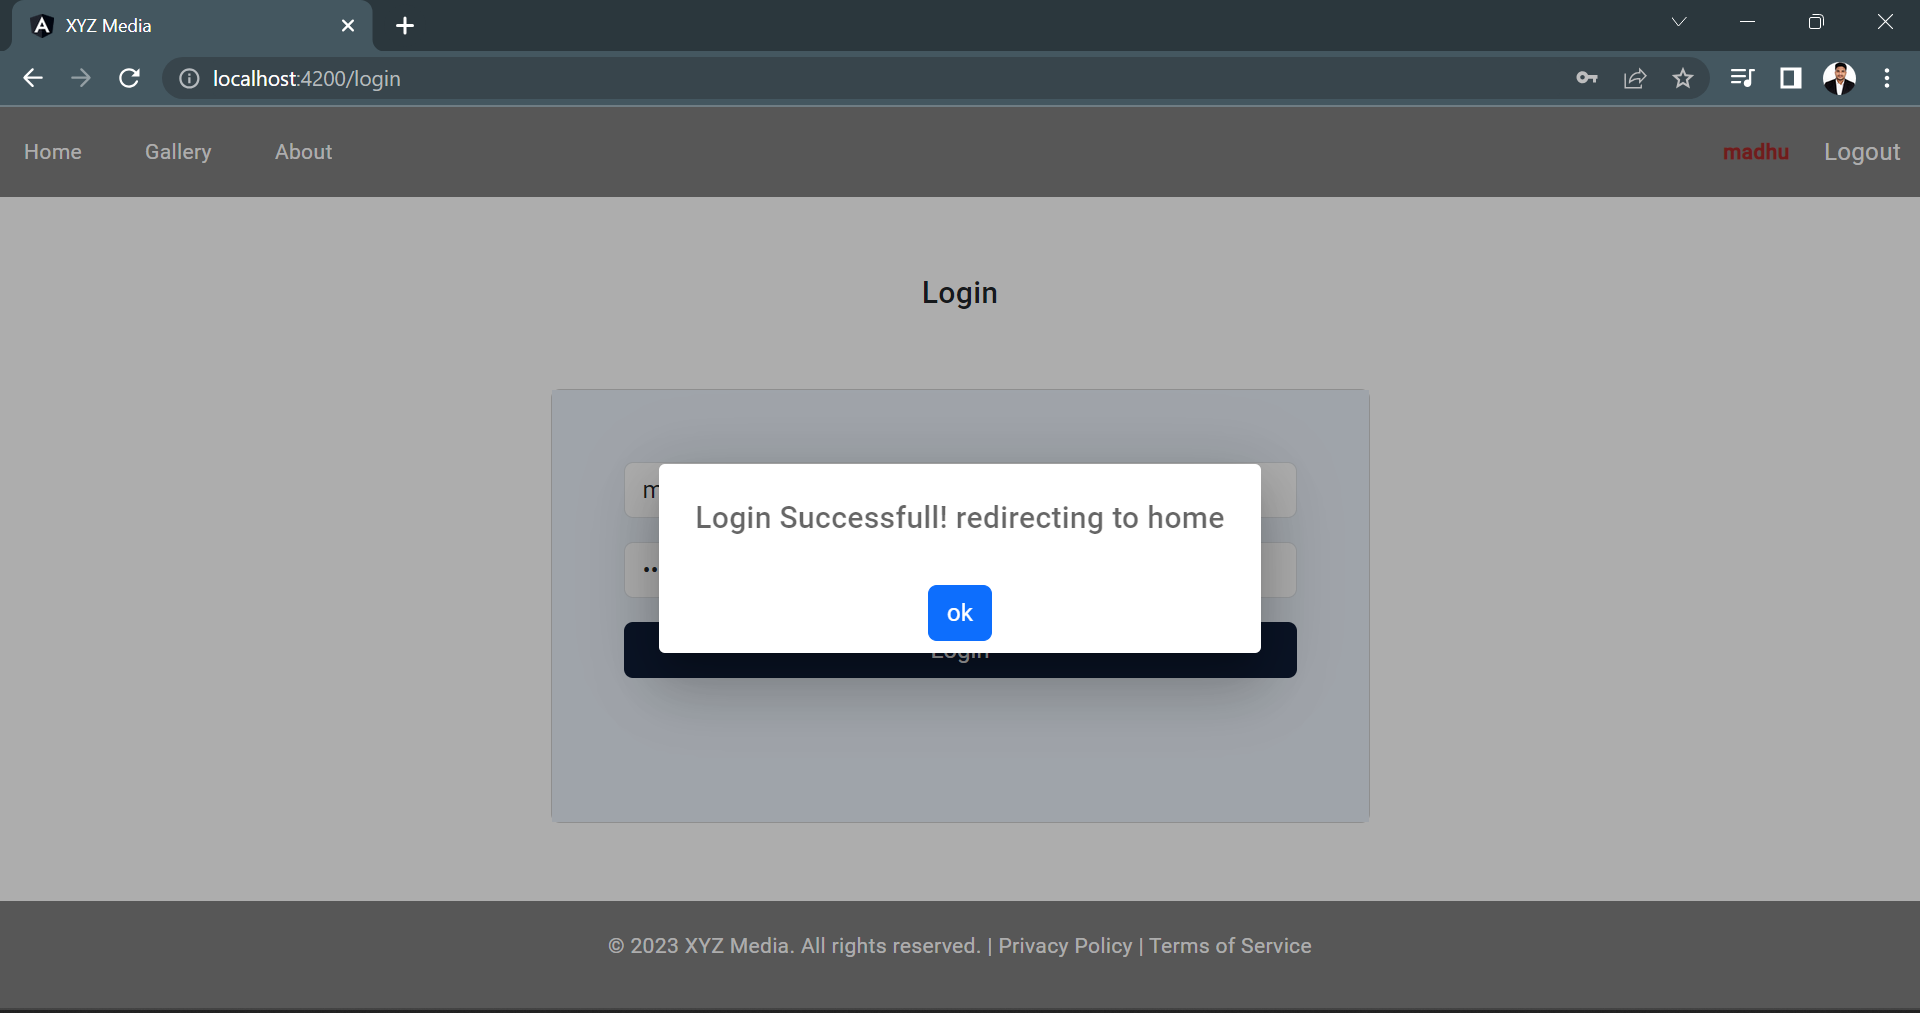 XYZ Media
localhost:4200/login
Home Gallery About madhu Logout
Login
m
Login Successfull! redirecting to home
ok
Login
© 2023 XYZ Media. All rights reserved. | Privacy Policy | Terms of Service